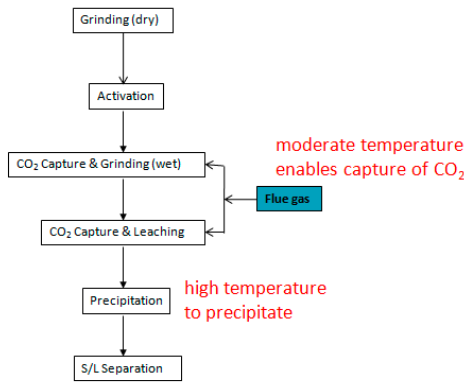 Grinding (dry)
Activation
CO₂ Capture & Grinding (wet)
moderate temperature
enables capture of CO₂
Flue gas
CO₂ Capture & Leaching
Precipitation
high temperature
to precipitate
S/L Separation